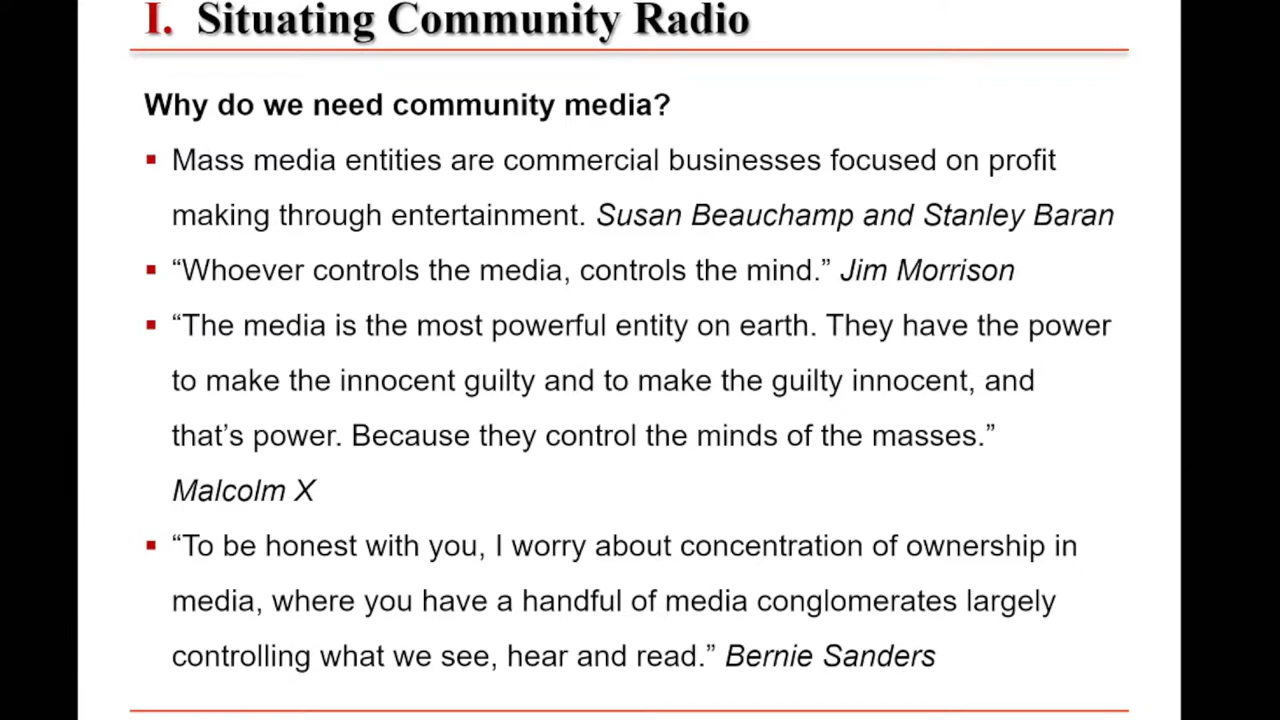 I. Situating Community Radio
Why do we need community media?
▪ Mass media entities are commercial businesses focused on profit
making through entertainment. Susan Beauchamp and Stanley Baran
▪ “Whoever controls the media, controls the mind.” Jim Morrison
▪ “The media is the most powerful entity on earth. They have the power
to make the innocent guilty and to make the guilty innocent, and
that’s power. Because they control the minds of the masses.”
Malcolm X
▪ “To be honest with you, I worry about concentration of ownership in
media, where you have a handful of media conglomerates largely
controlling what we see, hear and read.” Bernie Sanders